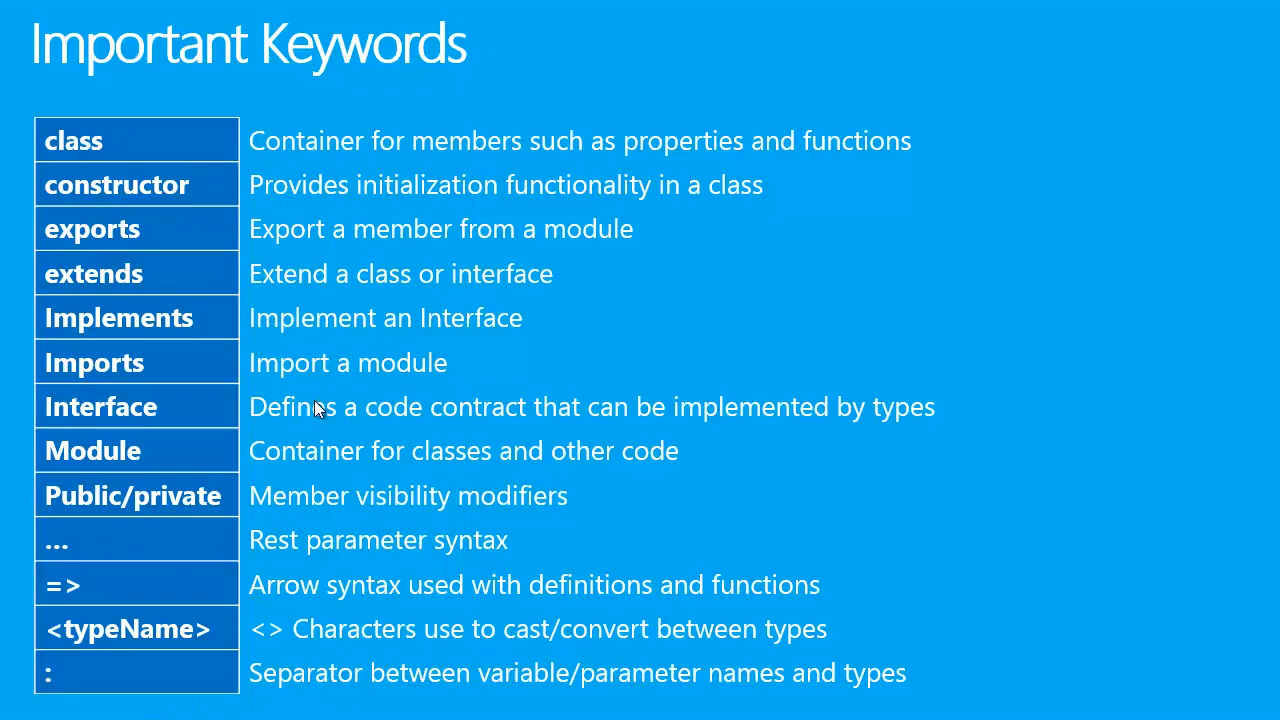 Important Keywords
class Container for members such as properties and functions
constructor Provides initialization functionality in a class
exports Export a member from a module
extends Extend a class or interface
Implements Implement an Interface
Imports Import a module
Interface Defines a code contract that can be implemented by types
Module Container for classes and other code
Public/private Member visibility modifiers
... Rest parameter syntax
=> Arrow syntax used with definitions and functions
<typeName> <> Characters use to cast/convert between types
: Separator between variable/parameter names and types